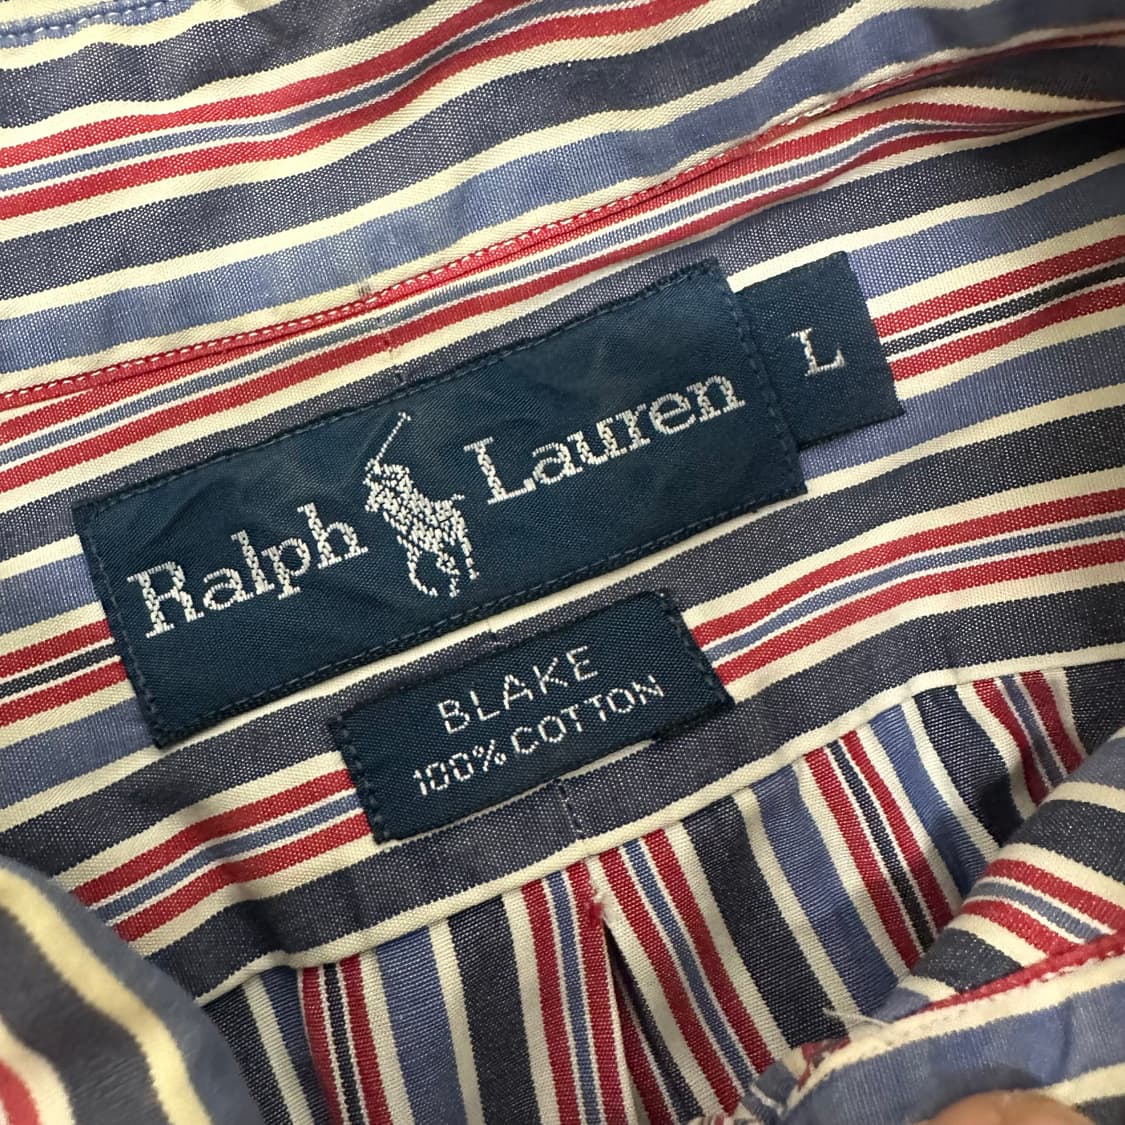 Ralph Lauren
L
BLAKE
100% COTTON